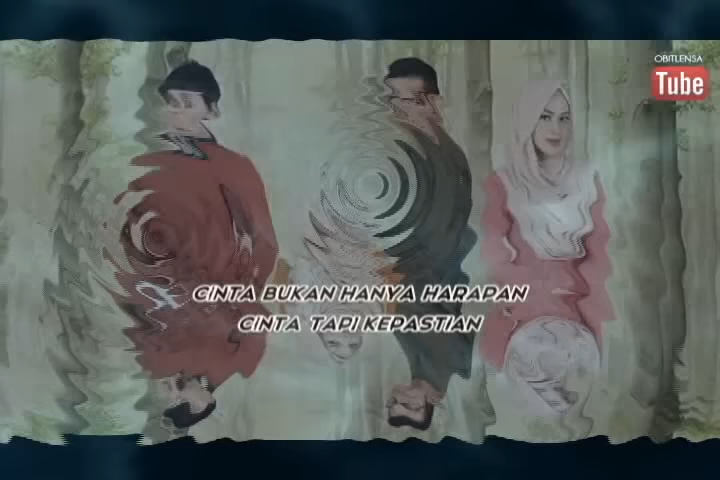 OBITLENSA
Tube
CINTA BUKAN HANYA HARAPAN
CINTA TAPI KEPASTIAN